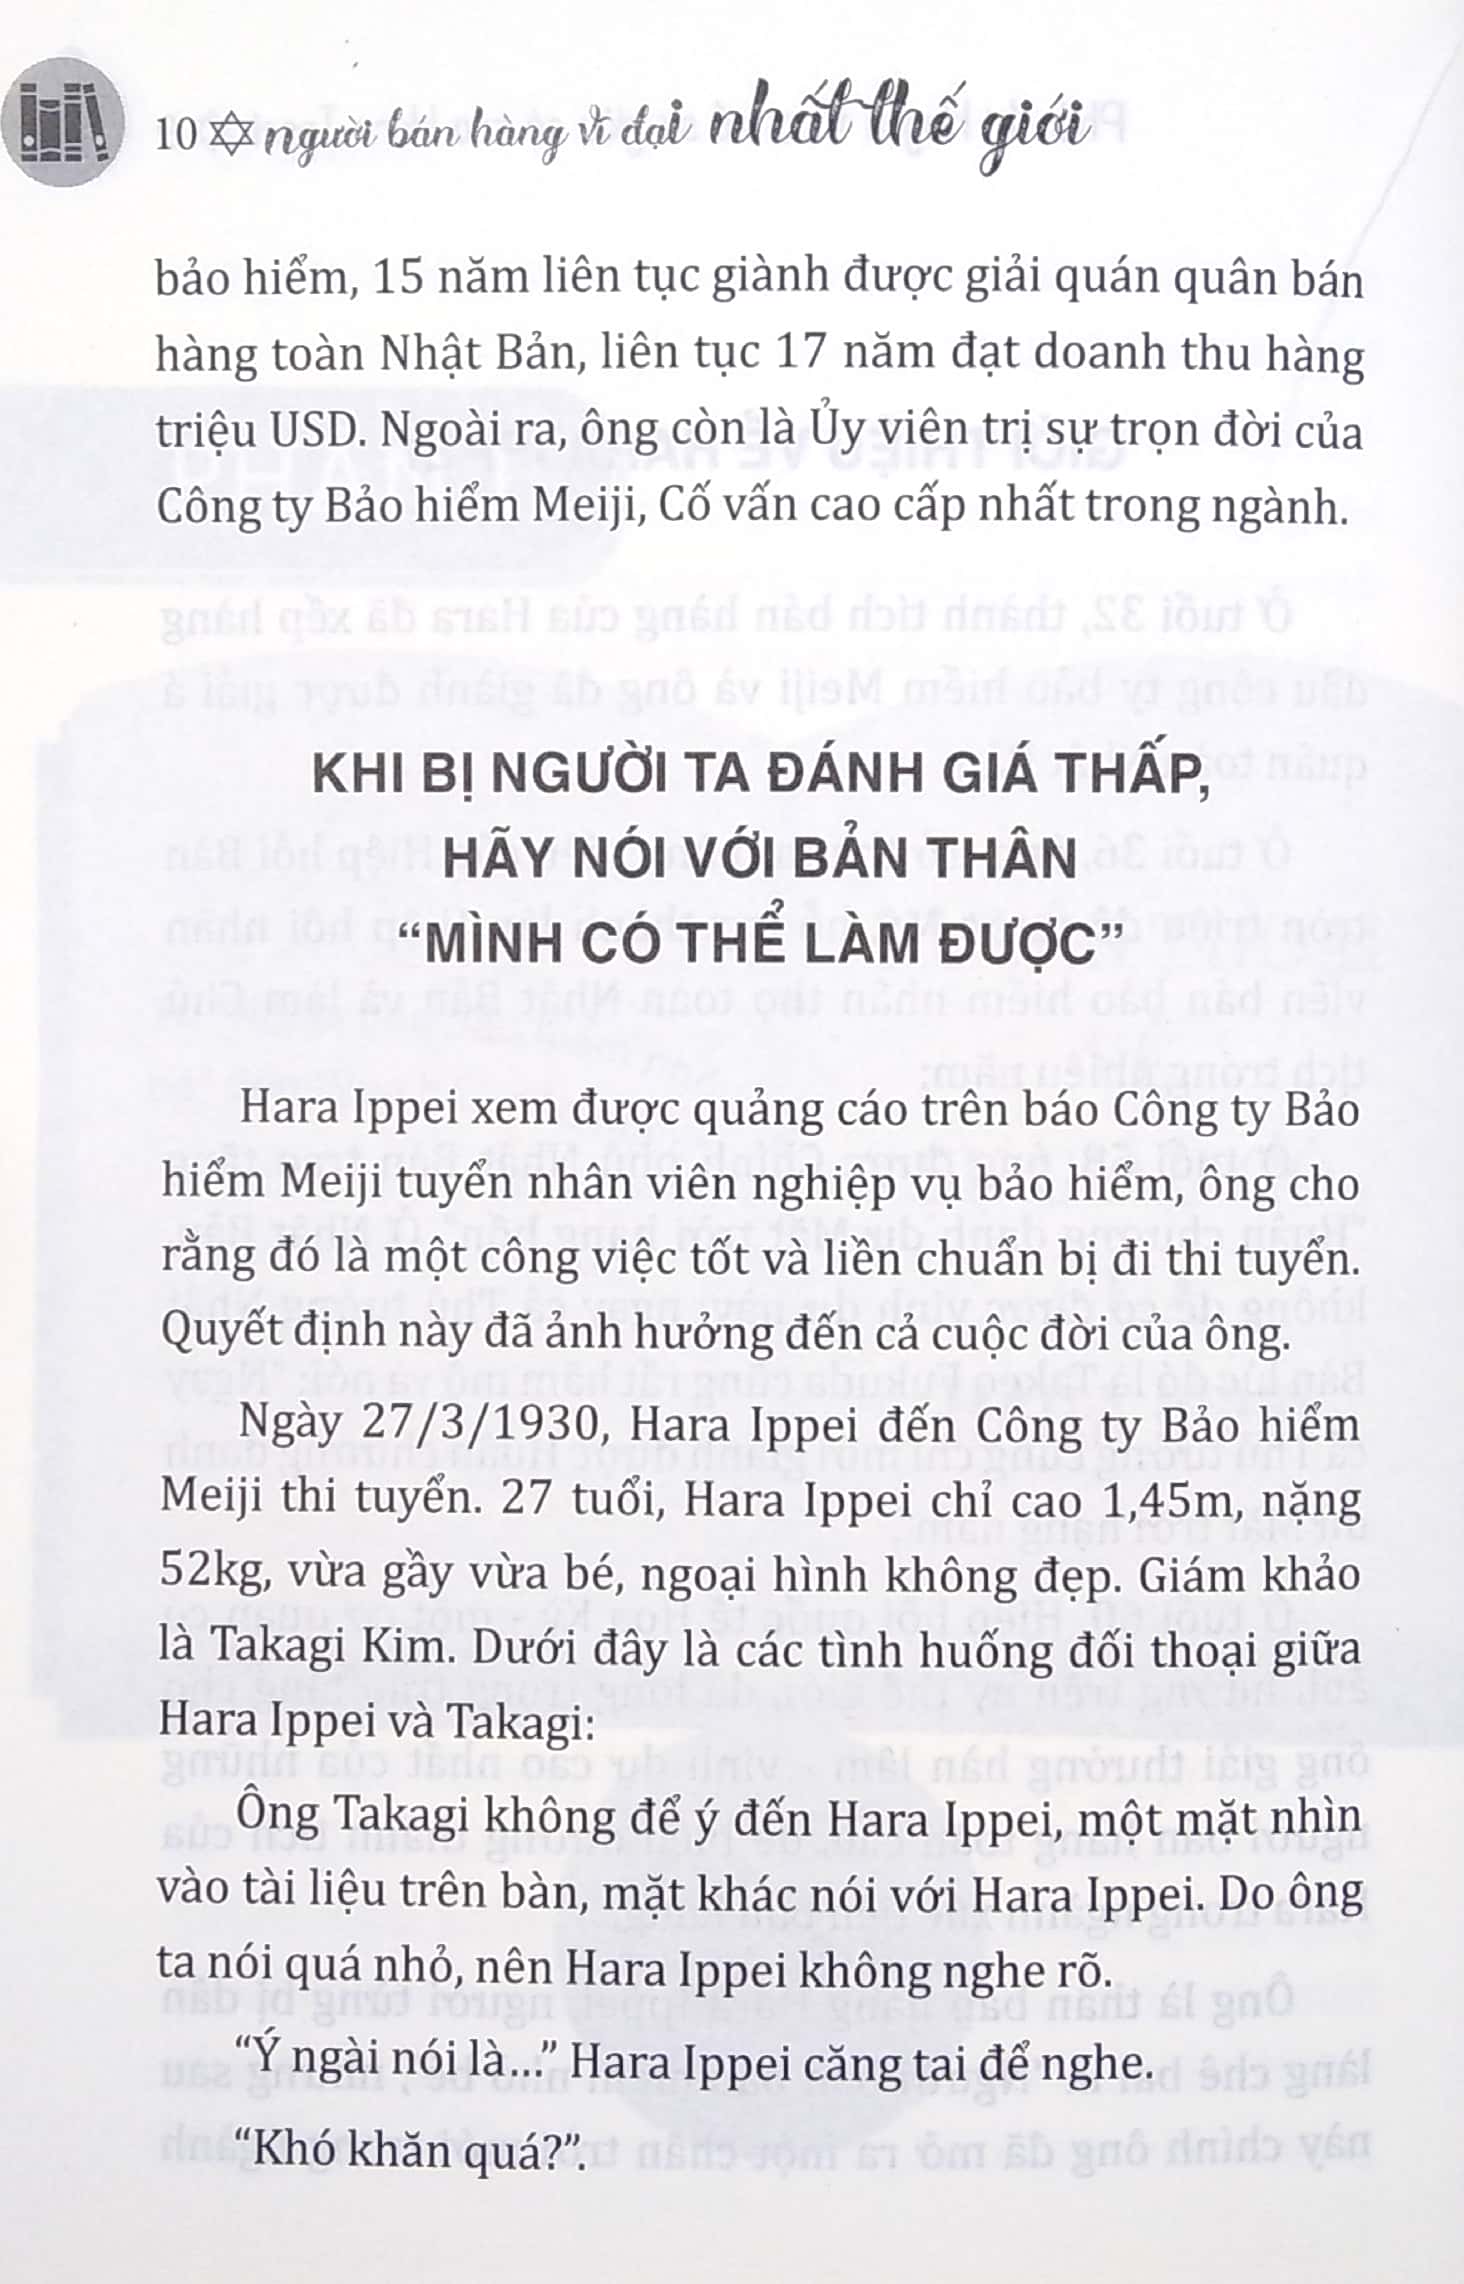 10 ✡ người bán hàng vĩ đại nhất thế giới
bảo hiểm, 15 năm liên tục giành được giải quán quân bán
hàng toàn Nhật Bản, liên tục 17 năm đạt doanh thu hàng
triệu USD. Ngoài ra, ông còn là Ủy viên trị sự trọn đời của
Công ty Bảo hiểm Meiji, Cố vấn cao cấp nhất trong ngành.
KHI BỊ NGƯỜI TA ĐÁNH GIÁ THẤP,
HÃY NÓI VỚI BẢN THÂN
“MÌNH CÓ THỂ LÀM ĐƯỢC”
Hara Ippei xem được quảng cáo trên báo Công ty Bảo
hiểm Meiji tuyển nhân viên nghiệp vụ bảo hiểm, ông cho
rằng đó là một công việc tốt và liền chuẩn bị đi thi tuyển.
Quyết định này đã ảnh hưởng đến cả cuộc đời của ông.
Ngày 27/3/1930, Hara Ippei đến Công ty Bảo hiểm
Meiji thi tuyển. 27 tuổi, Hara Ippei chỉ cao 1,45m, nặng
52kg, vừa gầy vừa bé, ngoại hình không đẹp. Giám khảo
là Takagi Kim. Dưới đây là các tình huống đối thoại giữa
Hara Ippei và Takagi:
Ông Takagi không để ý đến Hara Ippei, một mặt nhìn
vào tài liệu trên bàn, mặt khác nói với Hara Ippei. Do ông
ta nói quá nhỏ, nên Hara Ippei không nghe rõ.
“Ý ngài nói là...” Hara Ippei căng tai để nghe.
“Khó khăn quá?”.